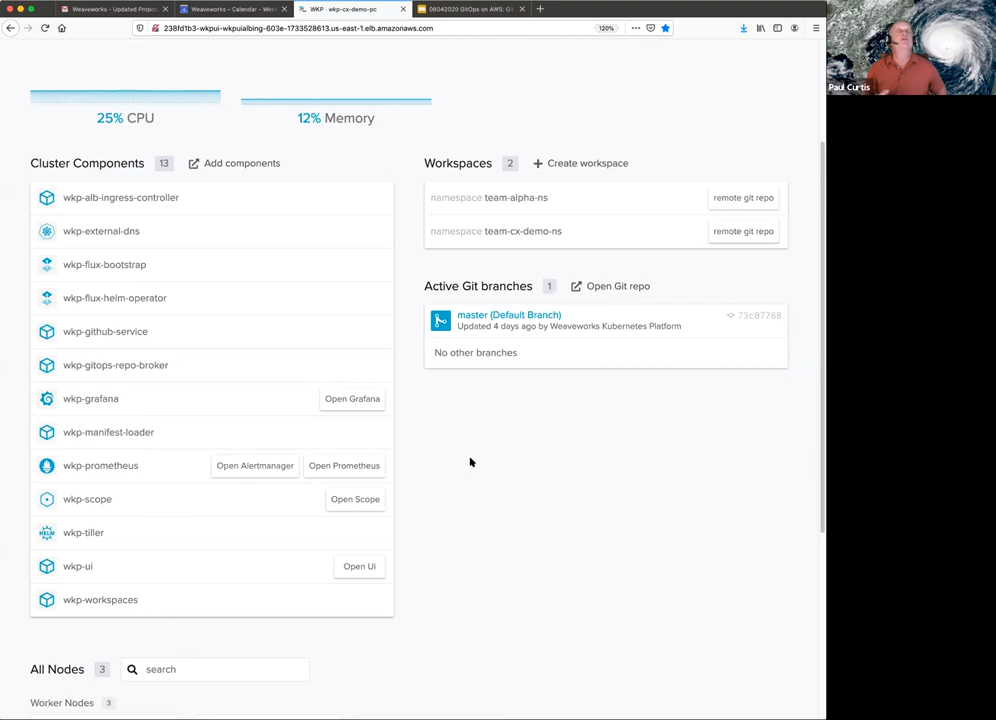 Weaveworks - Updated Propos
Weaveworks - Calendar - Wee
WKP - wkp-cx-demo-pc
08042020 GitOps on AWS: Gi
238fd1b3-wkpui-wkpuialbing-603e-1733528613.us-east-1.elb.amazonaws.com
120%
Paul Curtis
25% CPU
12% Memory
Cluster Components 13 Add components
wkp-alb-ingress-controller
wkp-external-dns
wkp-flux-bootstrap
wkp-flux-helm-operator
wkp-github-service
wkp-gitops-repo-broker
wkp-grafana Open Grafana
wkp-manifest-loader
wkp-prometheus Open Alertmanager Open Prometheus
wkp-scope Open Scope
HELM wkp-tiller
wkp-ui Open Ui
wkp-workspaces
Workspaces 2 + Create workspace
namespace team-alpha-ns remote git repo
namespace team-cx-demo-ns remote git repo
Active Git branches 1 Open Git repo
master (Default Branch) 73c07788
Updated 4 days ago by Weaveworks Kubernetes Platform
No other branches
All Nodes 3 search
Worker Nodes 3